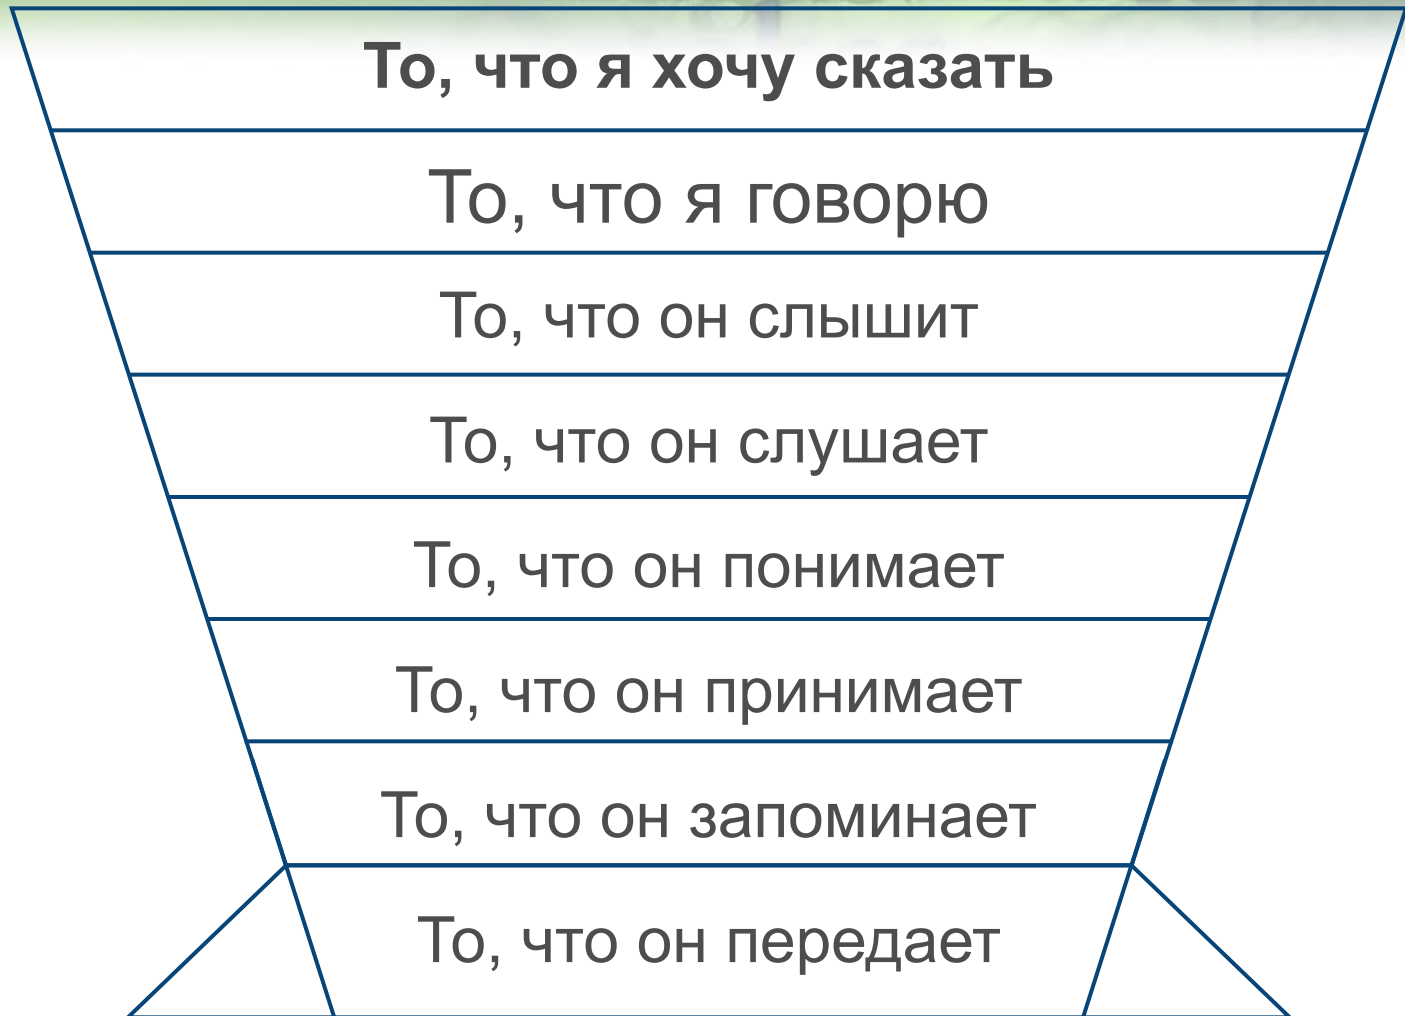 То, что я хочу сказать
То, что я говорю
То, что он слышит
То, что он слушает
То, что он понимает
То, что он принимает
То, что он запоминает
То, что он передает